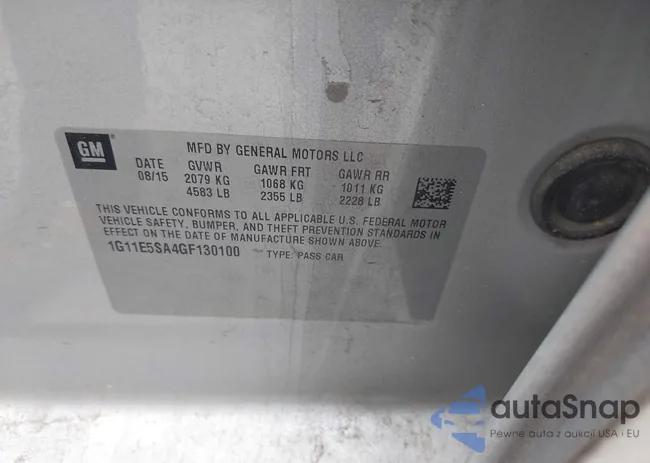 GM
MFD BY GENERAL MOTORS LLC
DATE GVWR GAWR FRT GAWR RR
08/15 2079 KG 1068 KG 1011 KG
4583 LB 2355 LB 2228 LB
THIS VEHICLE CONFORMS TO ALL APPLICABLE U.S. FEDERAL MOTOR
VEHICLE SAFETY, BUMPER, AND THEFT PREVENTION STANDARDS IN
EFFECT ON THE DATE OF MANUFACTURE SHOWN ABOVE.
1G11E5SA4GF130100 TYPE: PASS CAR
autaSnap
Pewne auta z aukcji USA i EU